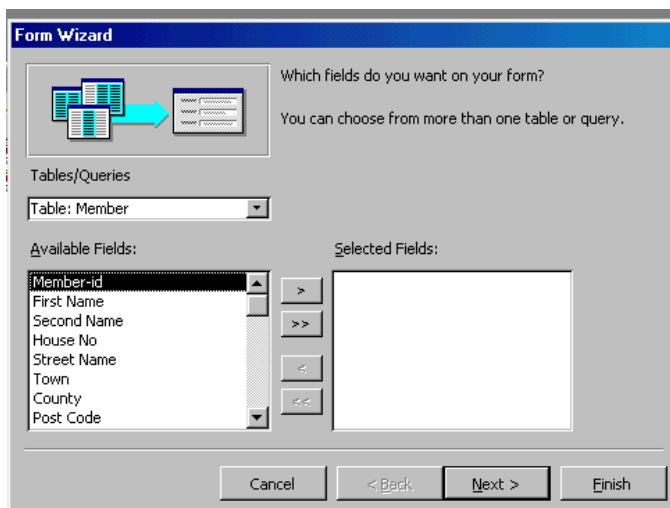 Form Wizard
Which fields do you want on your form?
You can choose from more than one table or query.
Tables/Queries
Table: Member
Available Fields:
Selected Fields:
Member-id
First Name
Second Name
House No
Street Name
Town
County
Post Code
>
>>
<
<<
Cancel
< Back
Next >
Finish